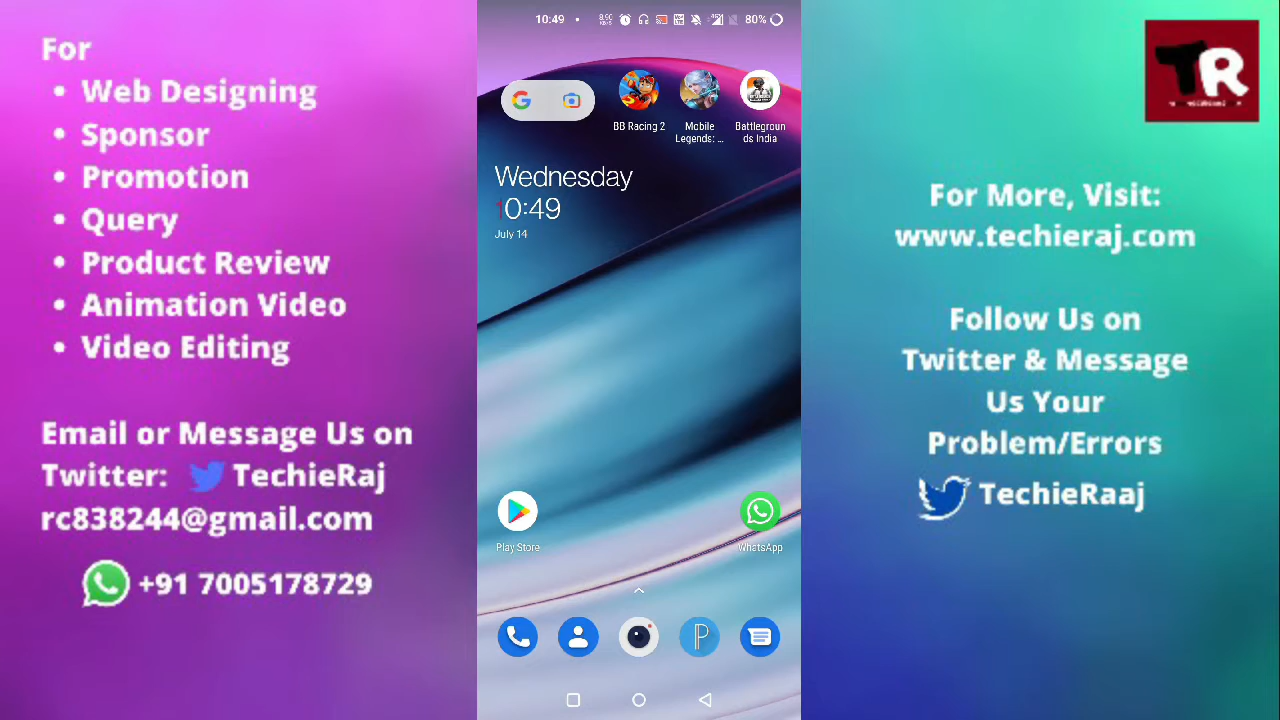 For
Web Designing
Sponsor
Promotion
Query
Product Review
Animation Video
Video Editing
Email or Message Us on
Twitter: TechieRaj
rc838244@gmail.com
+91 7005178729
10:49
80%
BB Racing 2
Mobile
Legends: ...
Battlegroun
ds India
Wednesday
10:49
July 14
Play Store
WhatsApp
TR
For More, Visit:
www.techieraj.com
Follow Us on
Twitter & Message
Us Your
Problem/Errors
TechieRaaj